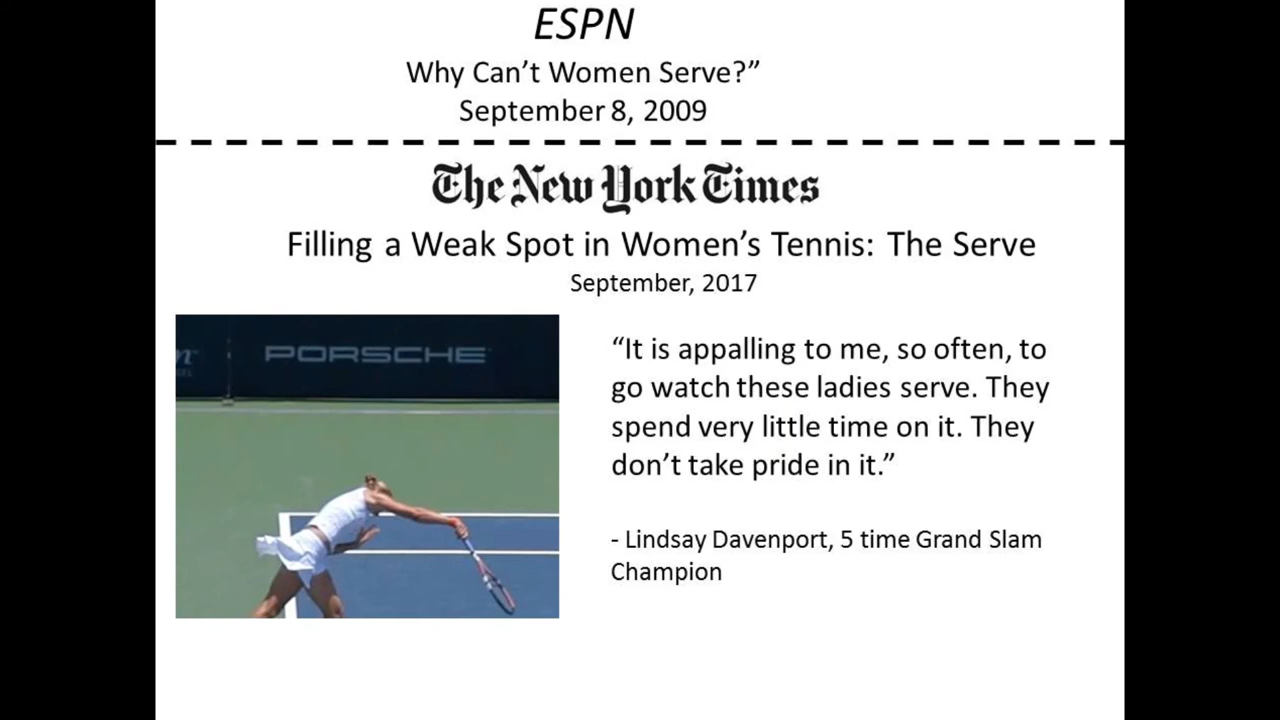 ESPN
Why Can’t Women Serve?”
September 8, 2009
The New York Times
Filling a Weak Spot in Women’s Tennis: The Serve
September, 2017
PORSCHE
“It is appalling to me, so often, to
go watch these ladies serve. They
spend very little time on it. They
don’t take pride in it.”
- Lindsay Davenport, 5 time Grand Slam
Champion